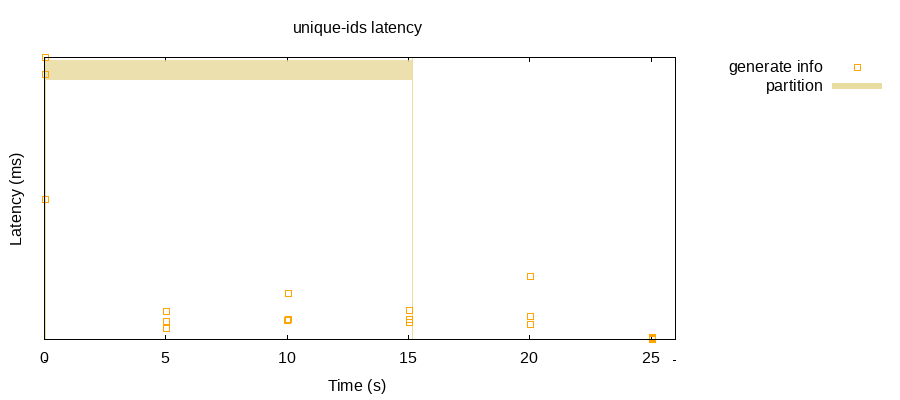 unique-ids latency
generate info
partition
Latency (ms)
0 5 10 15 20 25
Time (s)